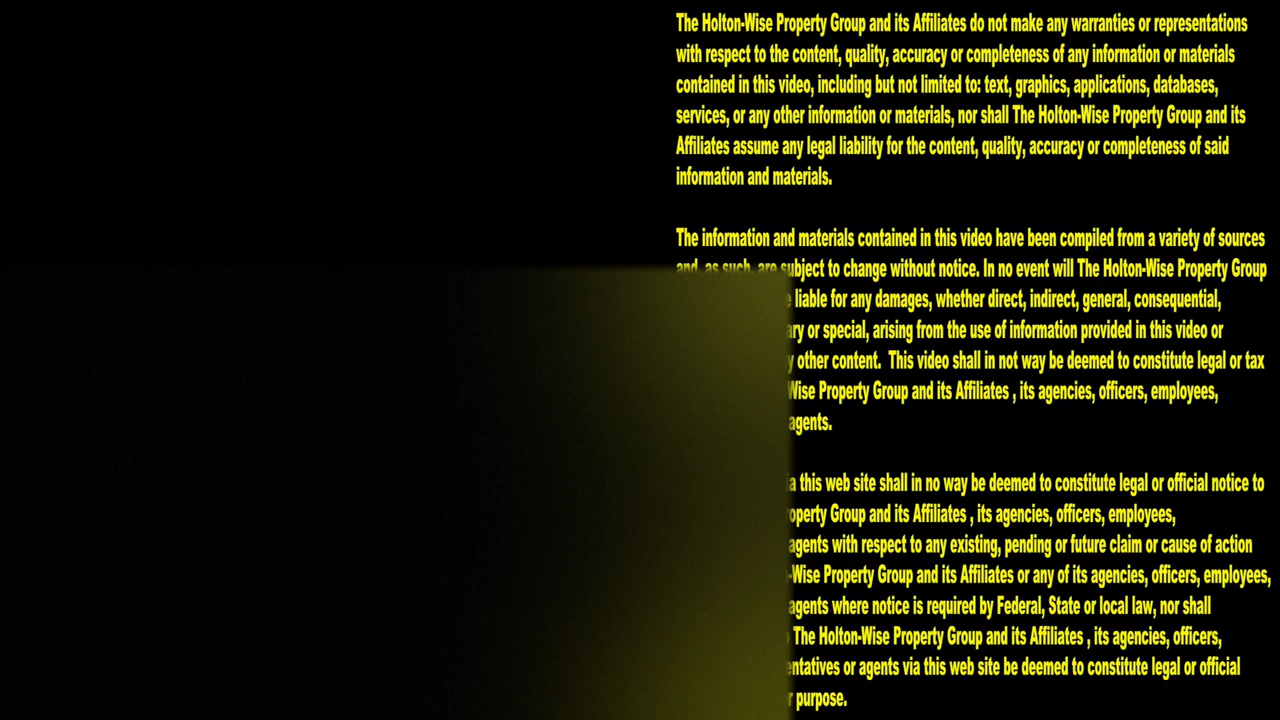 The Holton-Wise Property Group and its Affiliates do not make any warranties or representations
with respect to the content, quality, accuracy or completeness of any information or materials
contained in this video, including but not limited to: text, graphics, applications, databases,
services, or any other information or materials, nor shall The Holton-Wise Property Group and its
Affiliates assume any legal liability for the content, quality, accuracy or completeness of said
information and materials.
The information and materials contained in this video have been compiled from a variety of sources
and, as such, are subject to change without notice. In no event will The Holton-Wise Property Group
liable for any damages, whether direct, indirect, general, consequential,
or special, arising from the use of information provided in this video or
other content. This video shall in not way be deemed to constitute legal or tax
Wise Property Group and its Affiliates , its agencies, officers, employees,
agents.
this web site shall in no way be deemed to constitute legal or official notice to
Group and its Affiliates , its agencies, officers, employees,
agents with respect to any existing, pending or future claim or cause of action
-Wise Property Group and its Affiliates or any of its agencies, officers, employees,
agents where notice is required by Federal, State or local law, nor shall
The Holton-Wise Property Group and its Affiliates , its agencies, officers,
or agents via this web site be deemed to constitute legal or official
purpose.